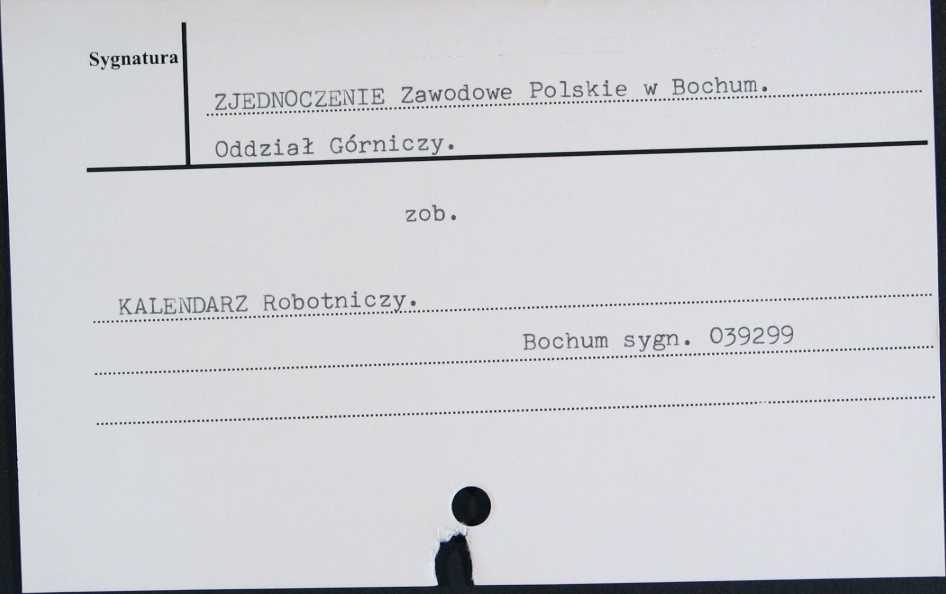 Sygnatura
ZJEDNOCZENIE Zawodowe Polskie w Bochum.
Oddział Górniczy.
zob.
KALENDARZ Robotniczy.
Bochum sygn. 039299